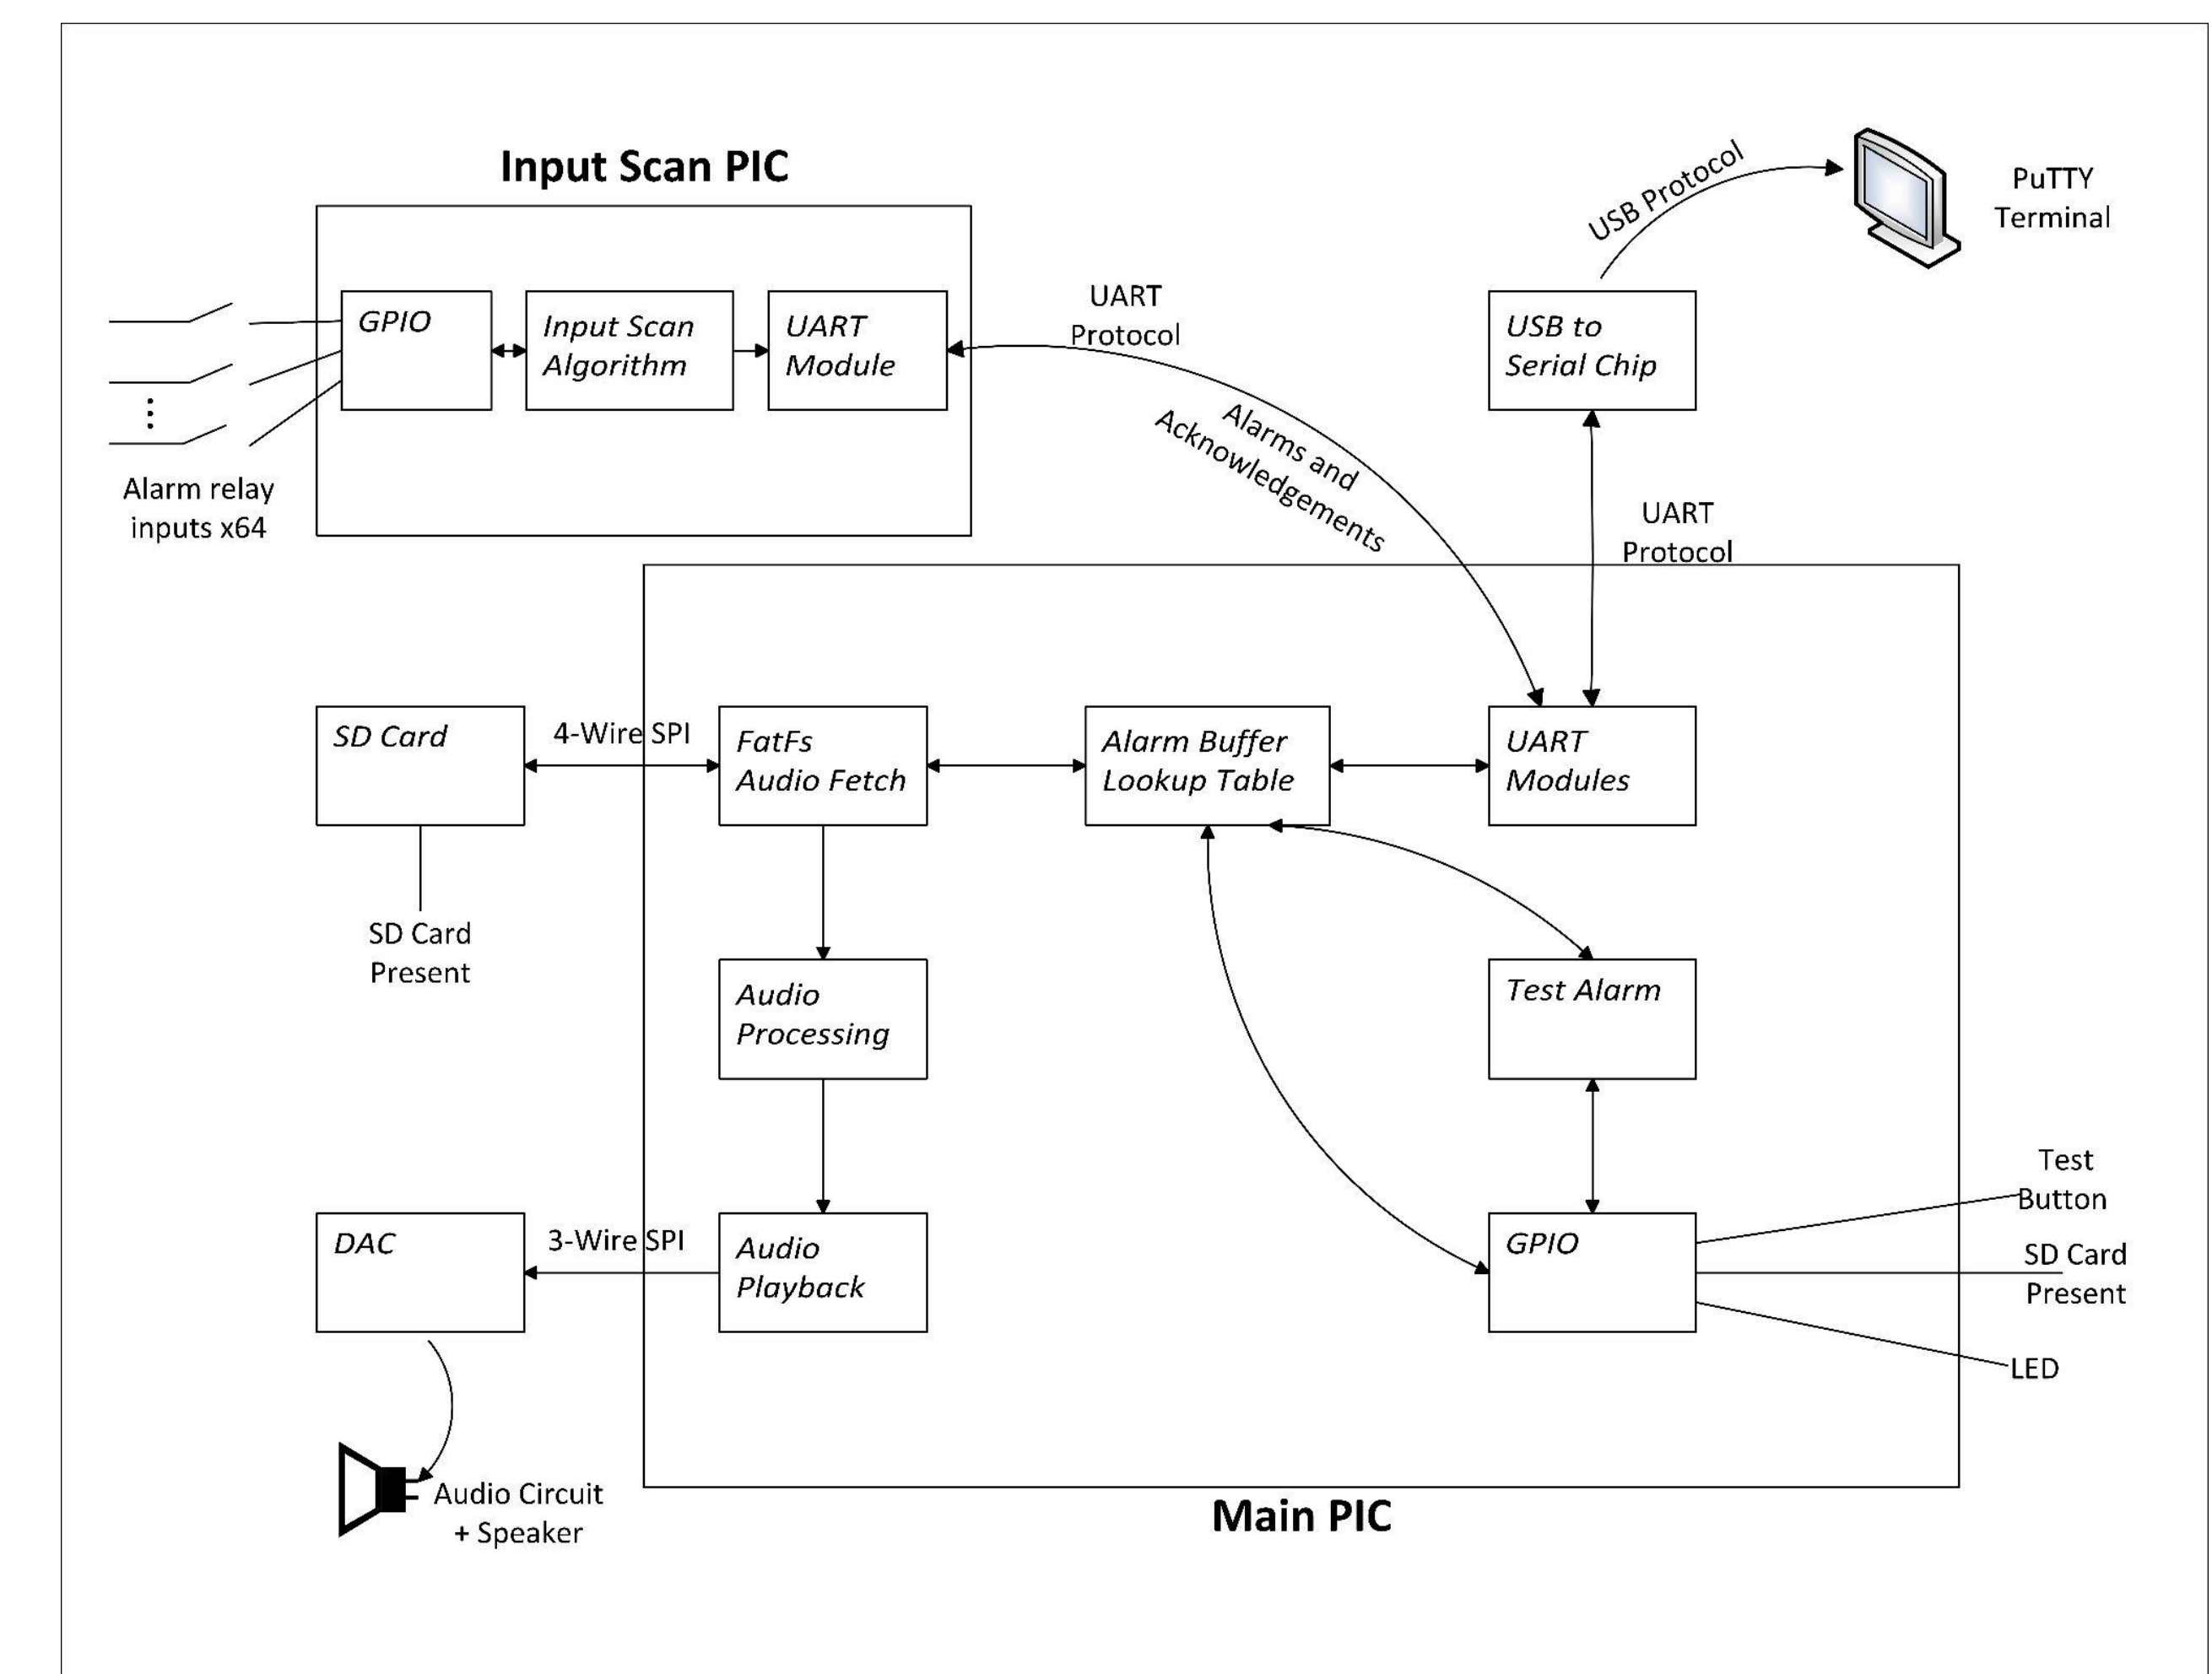 Input Scan PIC
USB Protocol
PuTTY
Terminal
GPIO
Input Scan
Algorithm
UART
Module
UART
Protocol
USB to
Serial Chip
Alarm relay
inputs x64
Alarms and
Acknowledgements
UART
Protocol
SD Card
4-Wire SPI
FatFs
Audio Fetch
Alarm Buffer
Lookup Table
UART
Modules
SD Card
Present
Audio
Processing
Test Alarm
DAC
3-Wire SPI
Audio
Playback
GPIO
Test
Button
SD Card
Present
LED
Audio Circuit
+ Speaker
Main PIC